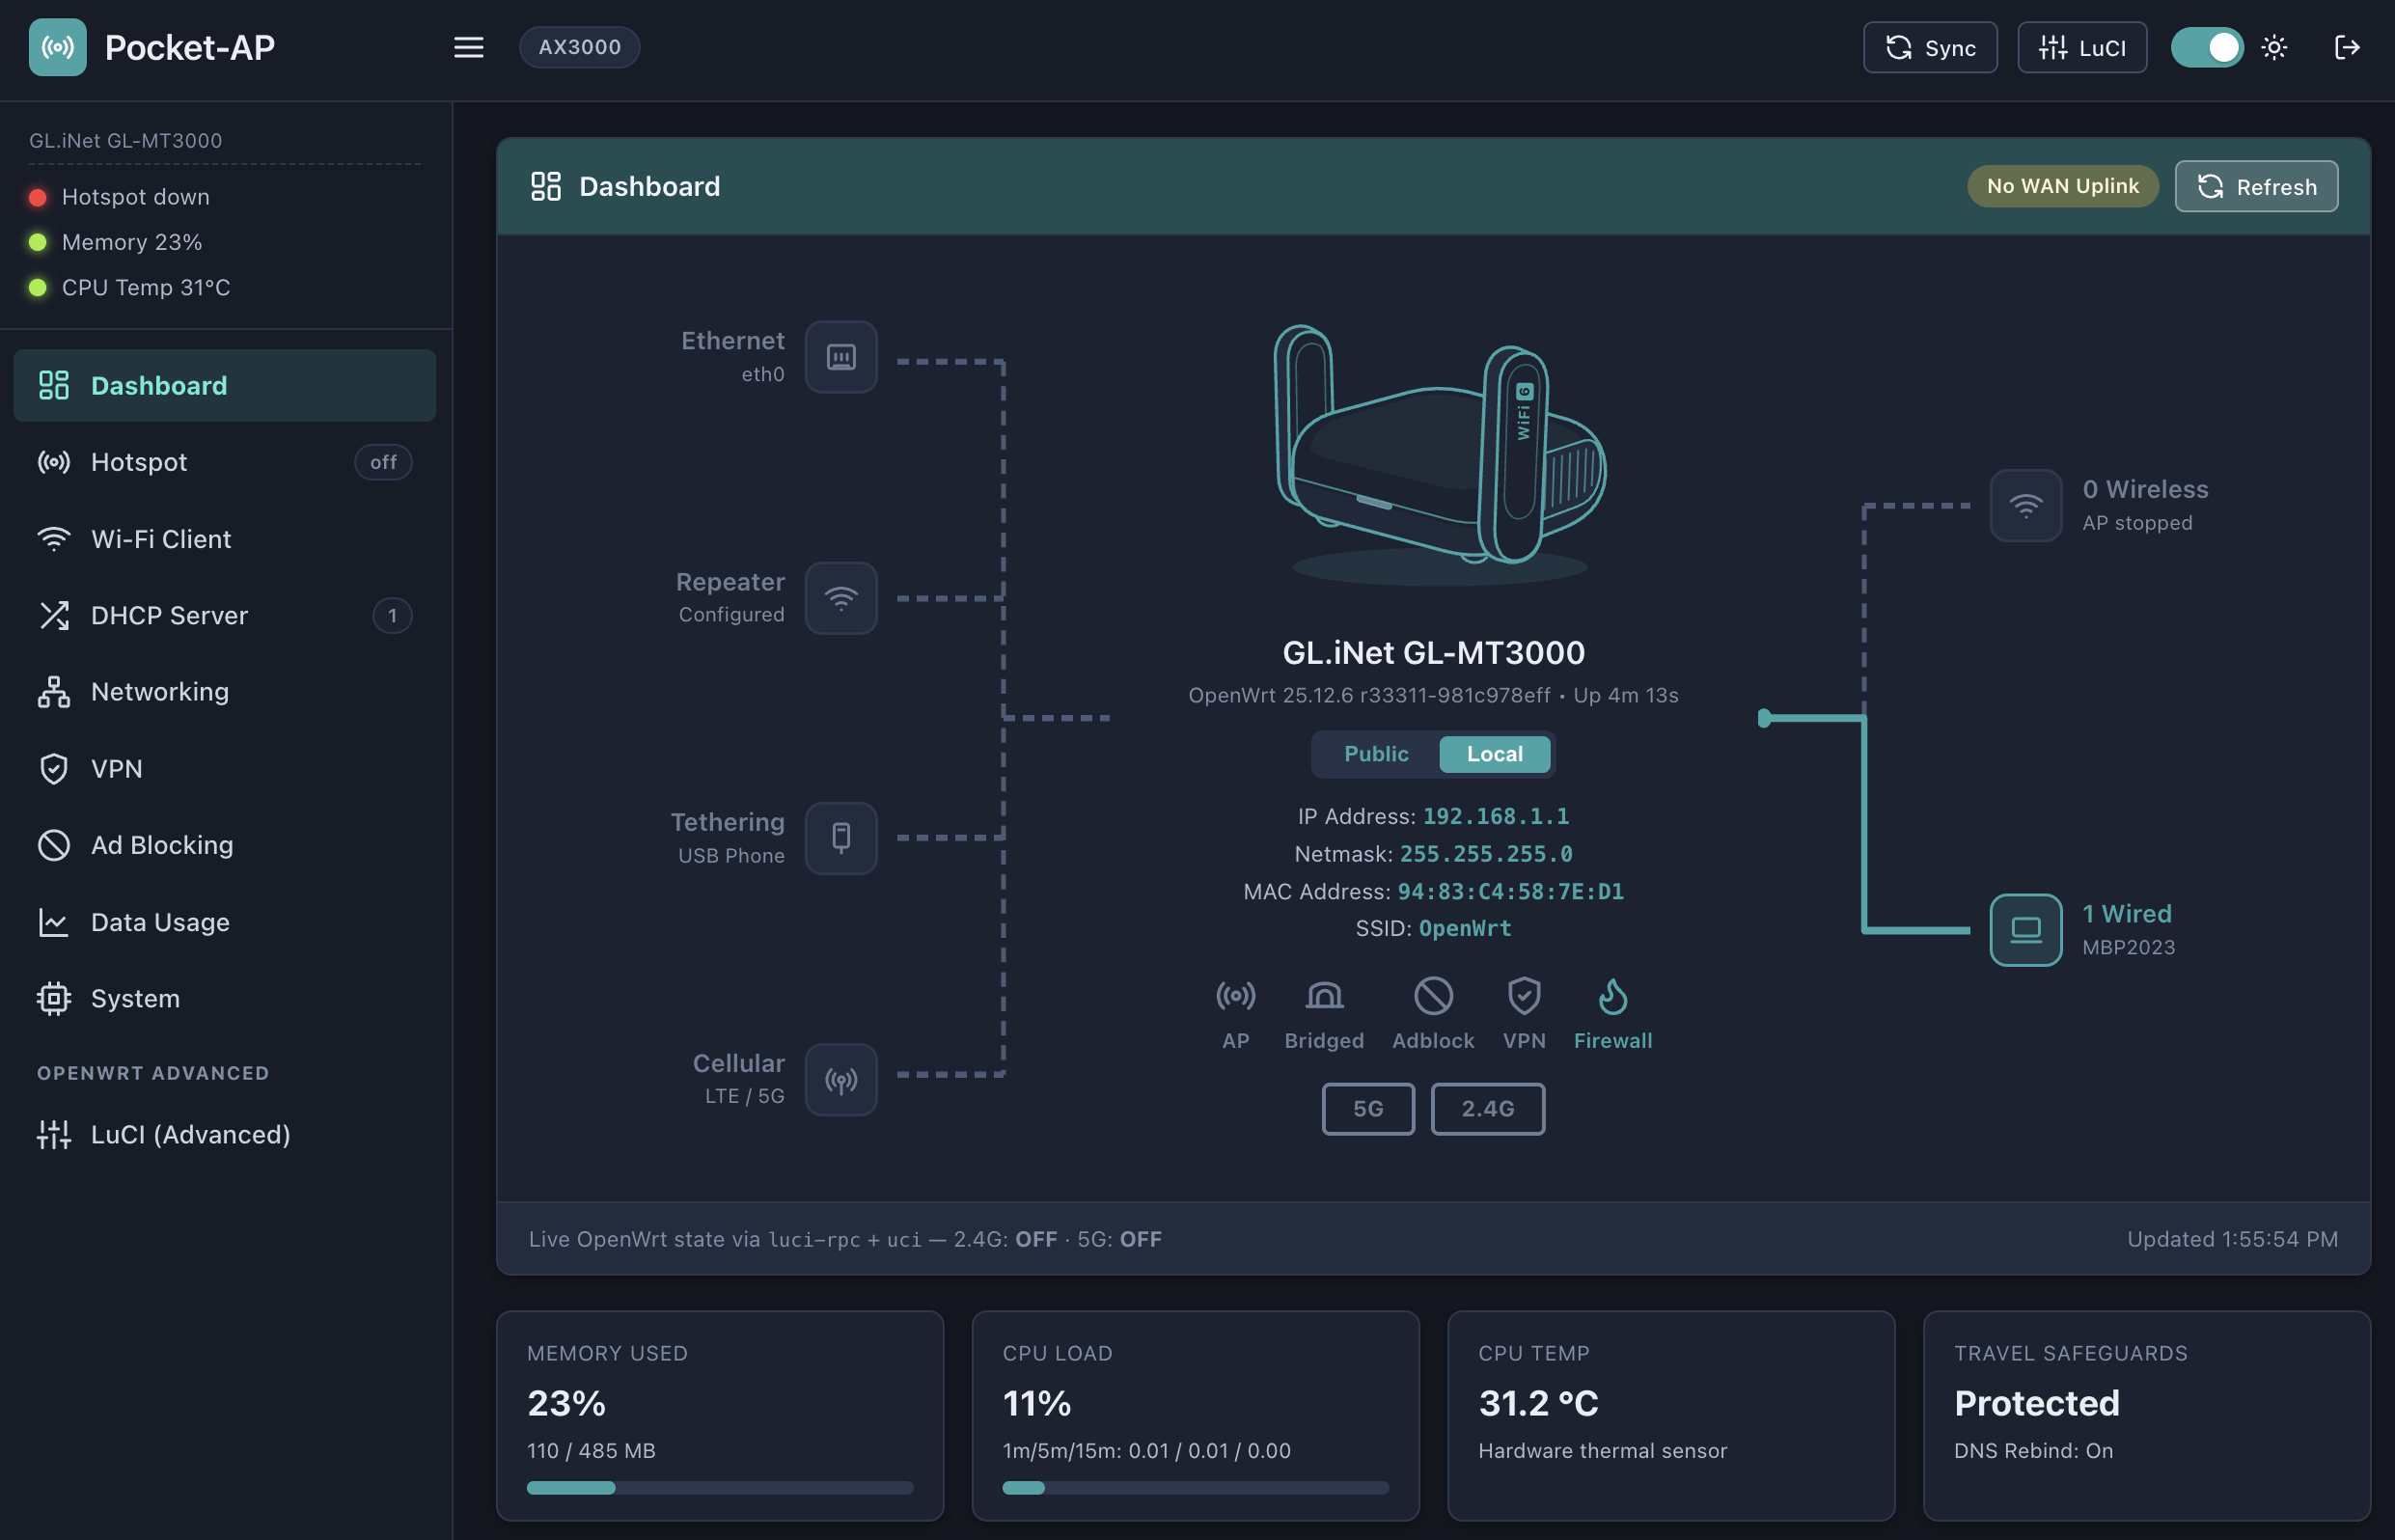 Pocket-AP
AX3000
Sync
LuCI
GL.iNet GL-MT3000
Hotspot down
Memory 23%
CPU Temp 31°C
Dashboard
Hotspot off
Wi-Fi Client
DHCP Server 1
Networking
VPN
Ad Blocking
Data Usage
System
OPENWRT ADVANCED
LuCI (Advanced)
Dashboard
No WAN Uplink
Refresh
Ethernet
eth0
Repeater
Configured
Tethering
USB Phone
Cellular
LTE / 5G
WiFi 6
GL.iNet GL-MT3000
OpenWrt 25.12.6 r33311-981c978eff • Up 4m 13s
Public Local
IP Address: 192.168.1.1
Netmask: 255.255.255.0
MAC Address: 94:83:C4:58:7E:D1
SSID: OpenWrt
AP Bridged Adblock VPN Firewall
5G 2.4G
0 Wireless
AP stopped
1 Wired
MBP2023
Live OpenWrt state via luci-rpc + uci — 2.4G: OFF · 5G: OFF
Updated 1:55:54 PM
MEMORY USED
23%
110 / 485 MB
CPU LOAD
11%
1m/5m/15m: 0.01 / 0.01 / 0.00
CPU TEMP
31.2 °C
Hardware thermal sensor
TRAVEL SAFEGUARDS
Protected
DNS Rebind: On